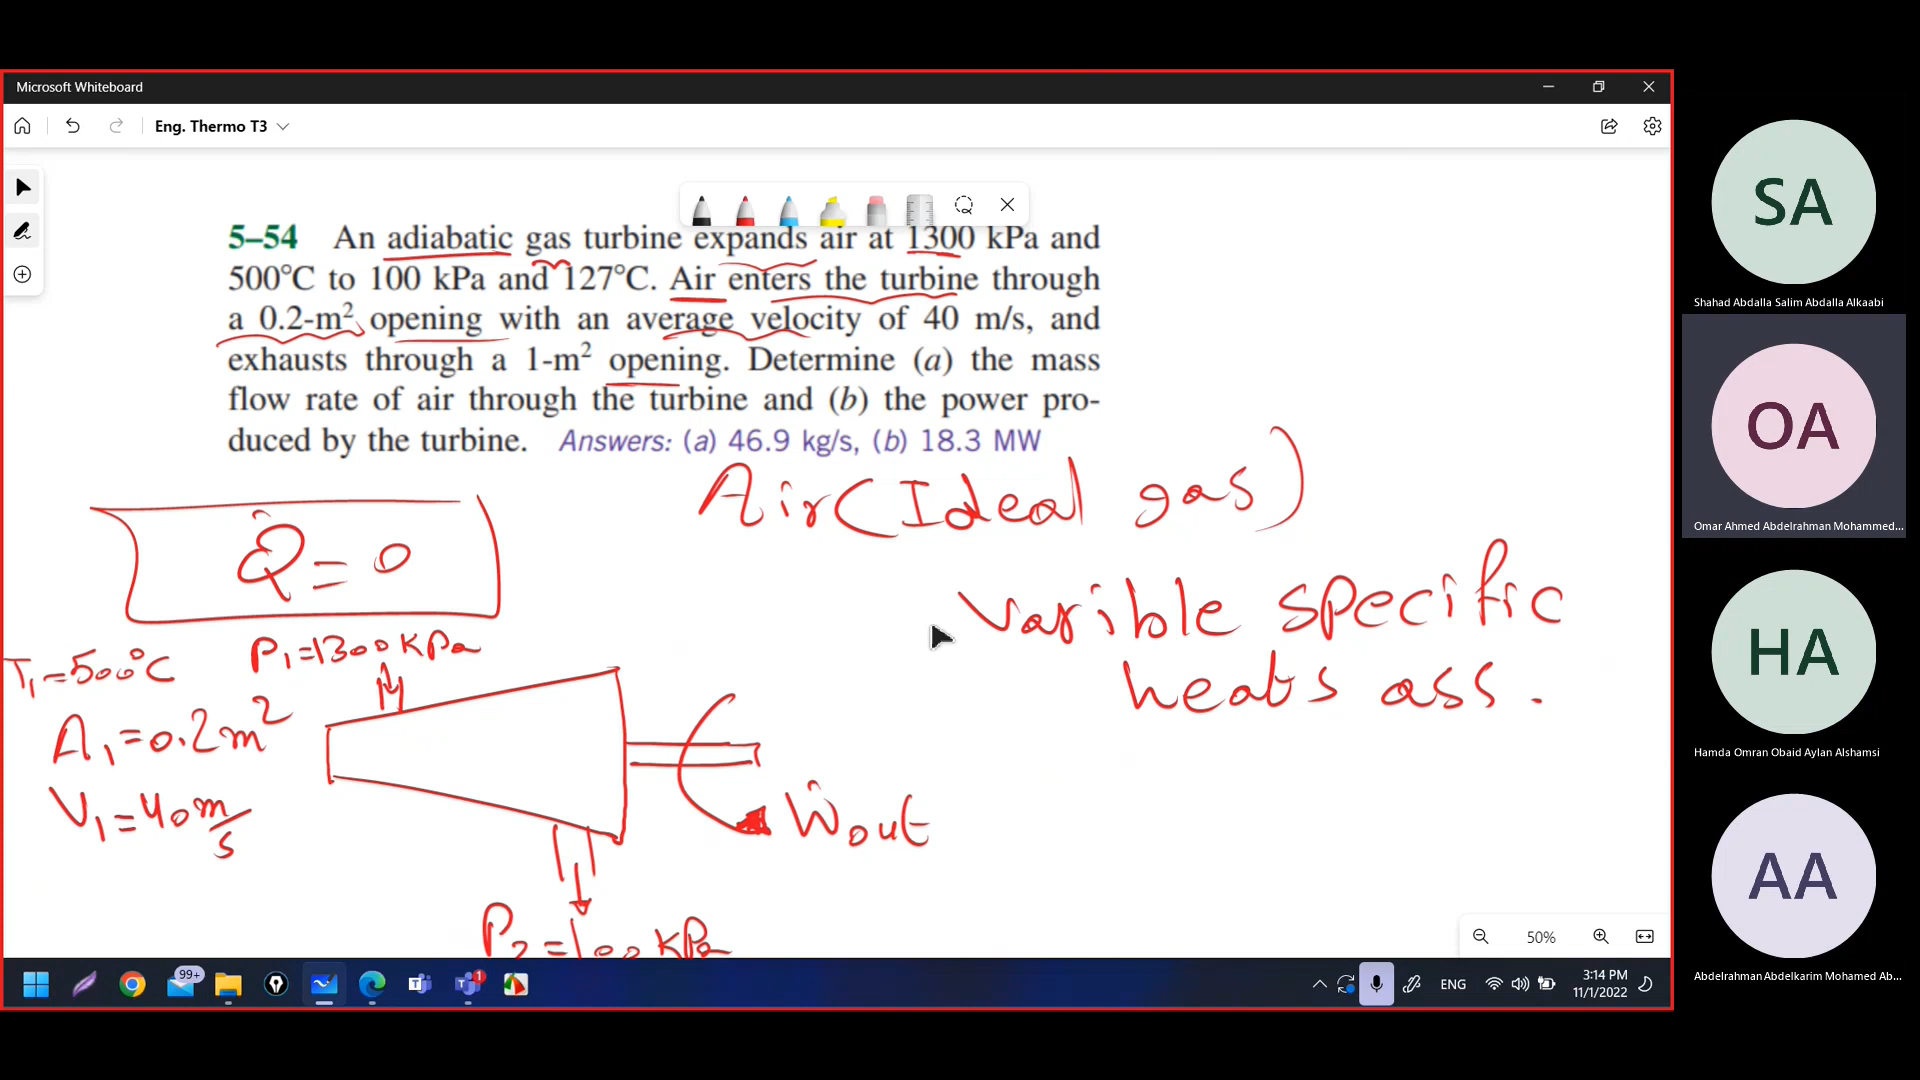 Microsoft Whiteboard
Eng. Thermo T3
5–54 An adiabatic gas turbine expands air at 1300 kPa and
500°C to 100 kPa and 127°C. Air enters the turbine through
a 0.2-m² opening with an average velocity of 40 m/s, and
exhausts through a 1-m² opening. Determine (a) the mass
flow rate of air through the turbine and (b) the power pro-
duced by the turbine. Answers: (a) 46.9 kg/s, (b) 18.3 MW
Air (Ideal gas)
Q̇ = 0
Varible specific
heats ass.
P₁=1300 kPa
T₁=500°C
A₁=0.2m²
V₁=40 m/s
Ẇout
P₂=100 kPa
50%
SA
Shahad Abdalla Salim Abdalla Alkaabi
OA
Omar Ahmed Abdelrahman Mohammed...
HA
Hamda Omran Obaid Aylan Alshamsi
AA
Abdelrahman Abdelkarim Mohamed Ab...
99+
1
ENG
3:14 PM
11/1/2022